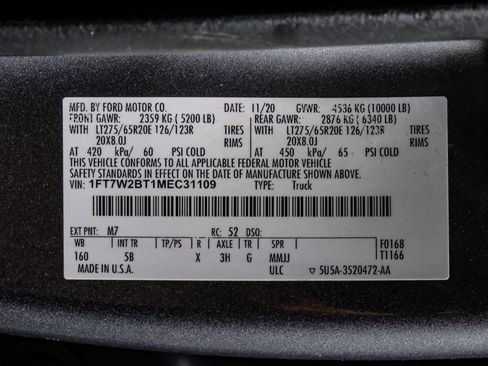 MFD. BY FORD MOTOR CO. 11/20 GVWR: 4536 KG (10000 LB)
FRONT GAWR: 2359 KG ( 5200 LB) REAR GAWR: 2876 KG ( 6340 LB)
WITH LT275/65R20E 126/123R TIRES WITH LT275/65R20E 126/123R TIRES
20X8.0J RIMS 20X8.0J RIMS
AT 420 kPa/ 60 PSI COLD AT 450 kPa/ 65 PSI COLD
THIS VEHICLE CONFORMS TO ALL APPLICABLE FEDERAL MOTOR VEHICLE
SAFETY STANDARDS IN EFFECT ON THE DATE OF MANUFACTURE SHOWN ABOVE.
VIN: 1FT7W2BT1MEC31109 TYPE: Truck
EXT PNT: M7 RC: 52 DSO:
WB INT TR TP/PS R AXLE TR SPR F0168
160 5B X 3H G MMJJ T1166
MADE IN U.S.A. ULC 5U5A-3520472-AA